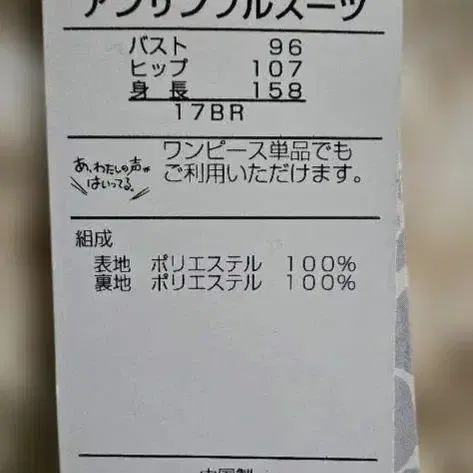 アンサンブルスーツ
バスト 96
ヒップ 107
身長 158
17BR
あ、わたしの声が
はいってる。
ワンピース単品でも
ご利用いただけます。
組成
表地 ポリエステル 100%
裏地 ポリエステル 100%
中国製